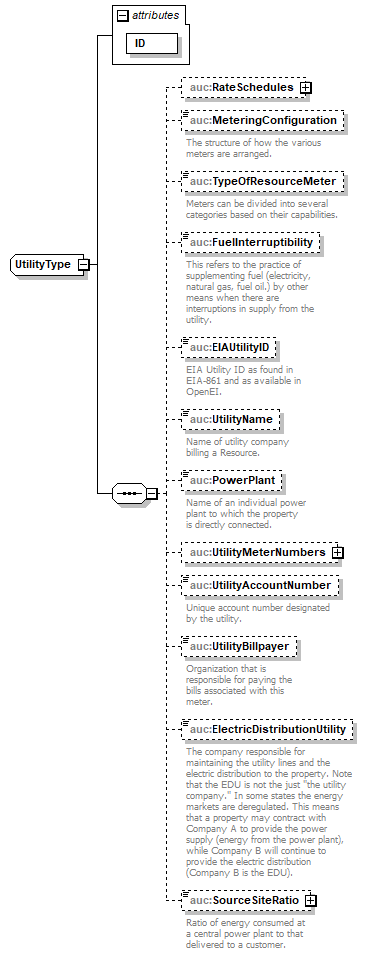 attributes
ID
auc:RateSchedules
auc:MeteringConfiguration
The structure of how the various
meters are arranged.
auc:TypeOfResourceMeter
Meters can be divided into several
categories based on their capabilities.
auc:FuelInterruptibility
This refers to the practice of
supplementing fuel (electricity,
natural gas, fuel oil.) by other
means when there are
interruptions in supply from the
utility.
UtilityType
auc:EIAUtilityID
EIA Utility ID as found in
EIA-861 and as available in
OpenEI.
auc:UtilityName
Name of utility company
billing a Resource.
auc:PowerPlant
Name of an individual power
plant to which the property
is directly connected.
auc:UtilityMeterNumbers
auc:UtilityAccountNumber
Unique account number designated
by the utility.
auc:UtilityBillpayer
Organization that is
responsible for paying the
bills associated with this
meter.
auc:ElectricDistributionUtility
The company responsible for
maintaining the utility lines and the
electric distribution to the property. Note
that the EDU is not the just "the utility
company." In some states the energy
markets are deregulated. This means
that a property may contract with
Company A to provide the power
supply (energy from the power plant),
while Company B will continue to
provide the electric distribution
(Company B is the EDU).
auc:SourceSiteRatio
Ratio of energy consumed at
a central power plant to that
delivered to a customer.